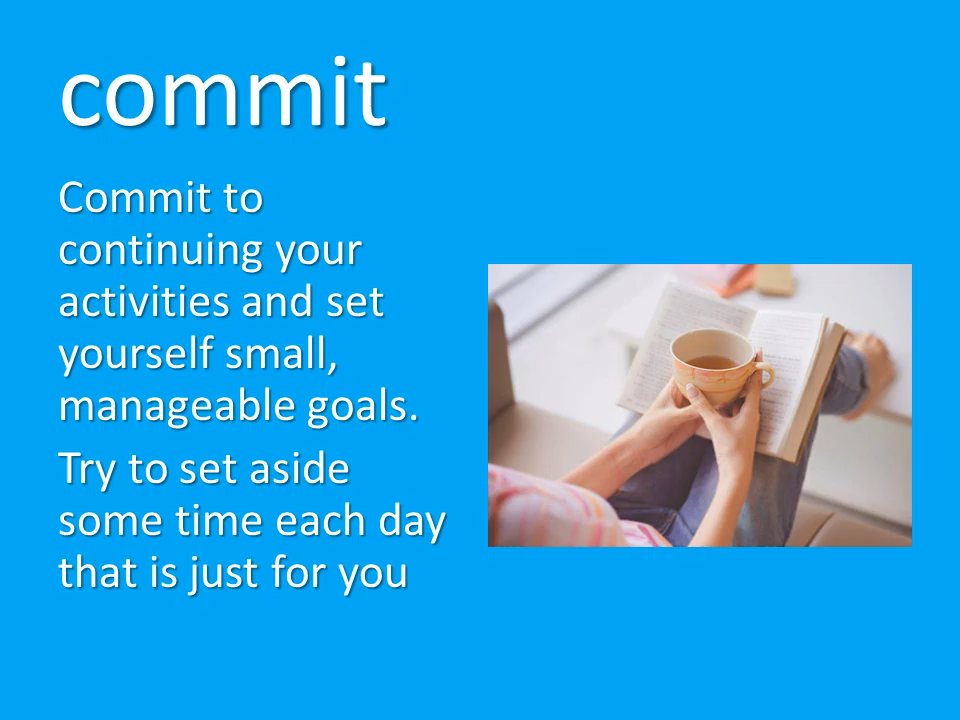 commit
Commit to
continuing your
activities and set
yourself small,
manageable goals.
Try to set aside
some time each day
that is just for you